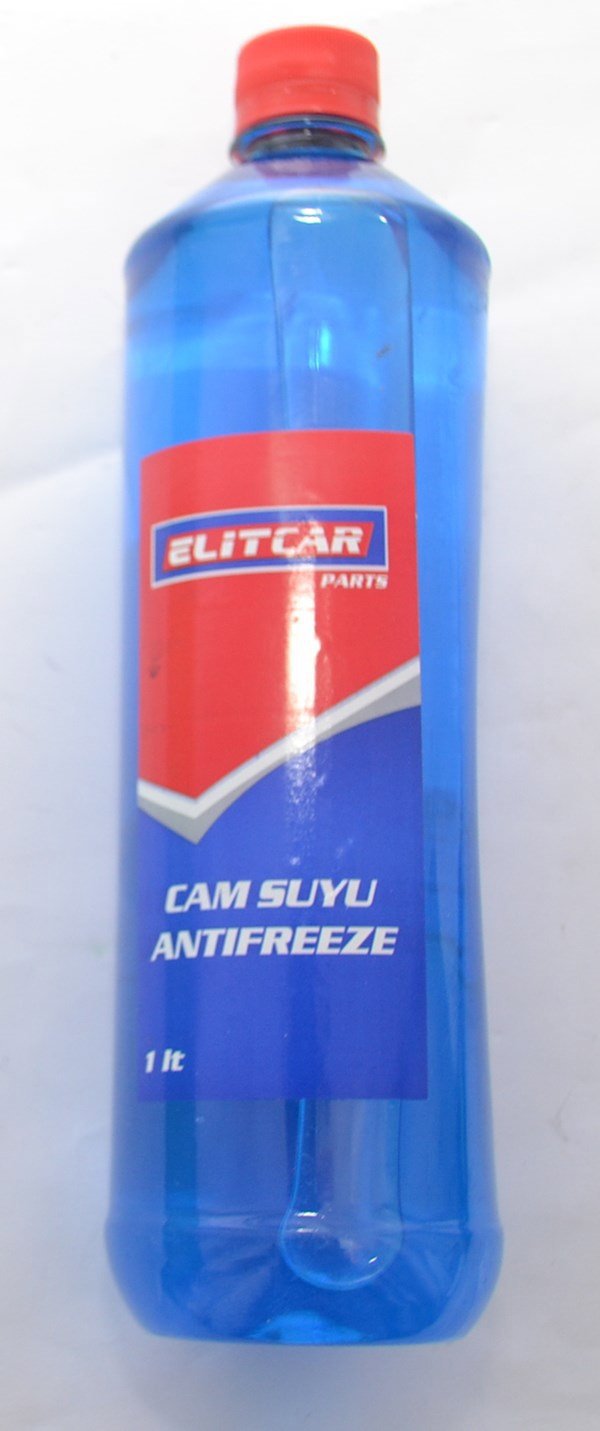 ELiTCAR
PARTS
CAM SUYU
ANTIFREEZE
1 lt